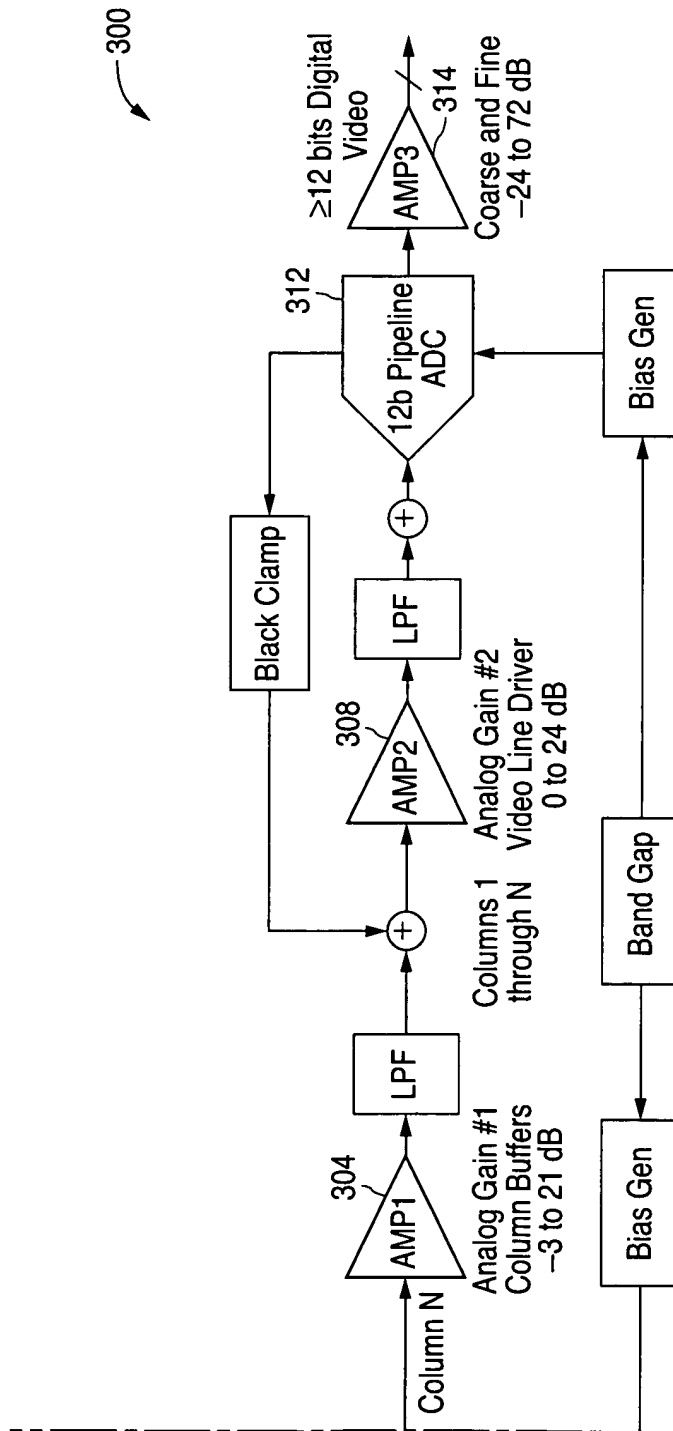 300
Column N
304
AMP1
Analog Gain #1
Column Buffers
−3 to 21 dB
LPF
Columns 1
through N
+
Black Clamp
308
AMP2
Analog Gain #2
Video Line Driver
0 to 24 dB
LPF
+
312
12b Pipeline
ADC
≥12 bits Digital
Video
AMP3
314
Coarse and Fine
−24 to 72 dB
Bias Gen
Band Gap
Bias Gen